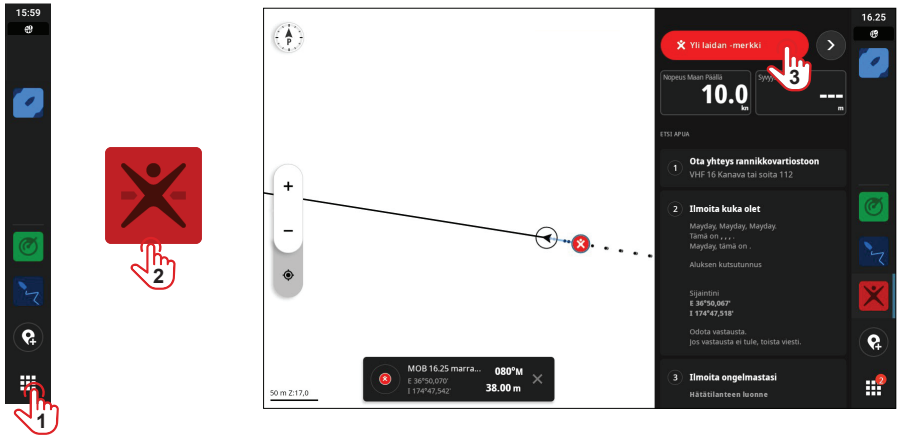 15:59
1
2
P
+
−
50 m Z:17,0
MOB 16.25 marra...
E 36°50,070'
I 174°47,542'
080°M
38.00 m
Yli laidan -merkki
3
Nopeus Maan Päällä
10.0
kn
---
m
ETSI APUA
1
Ota yhteys rannikkovartiostoon
VHF 16 Kanava tai soita 112
2
Ilmoita kuka olet
Mayday, Mayday, Mayday.
Tämä on , , , .
Mayday, tämä on .
Aluksen kutsutunnus
Sijaintini
E 36°50,067'
I 174°47,518'
Odota vastausta.
Jos vastausta ei tule, toista viesti.
3
Ilmoita ongelmastasi
Hätätilanteen luonne
16.25
2